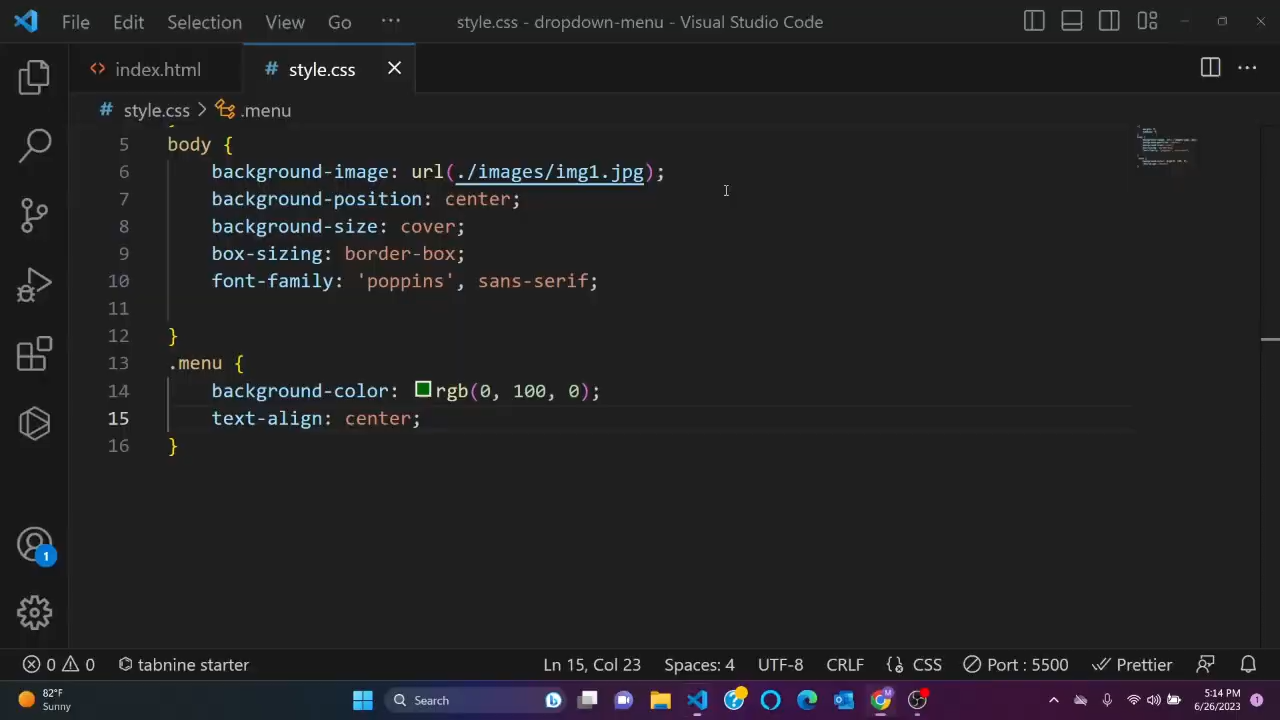 File Edit Selection View Go ··· style.css - dropdown-menu - Visual Studio Code
<> index.html # style.css
# style.css > .menu
5 body {
6 background-image: url(./images/img1.jpg);
7 background-position: center;
8 background-size: cover;
9 box-sizing: border-box;
10 font-family: 'poppins', sans-serif;
11
12 }
13 .menu {
14 background-color: rgb(0, 100, 0);
15 text-align: center;
16 }
1
0 0 tabnine starter Ln 15, Col 23 Spaces: 4 UTF-8 CRLF {} CSS Port : 5500 Prettier
82°F
Sunny
Search
M
5:14 PM
6/26/2023
1